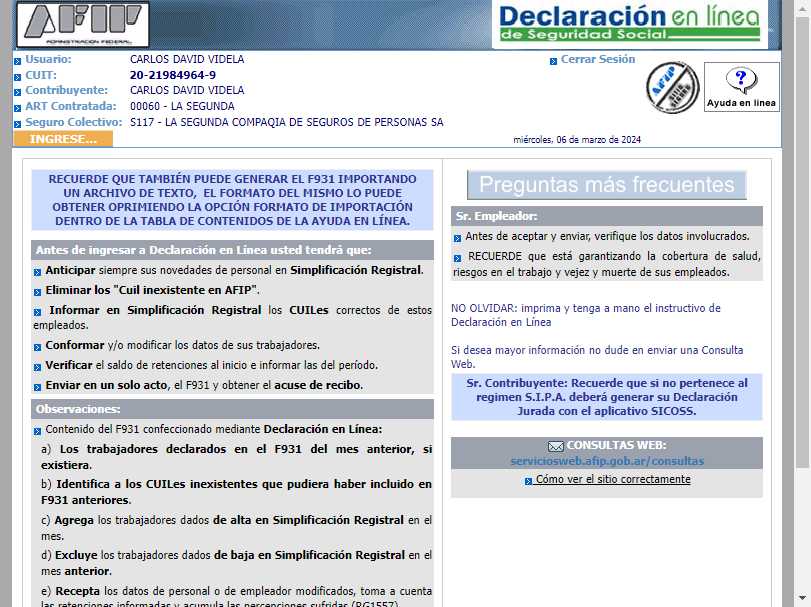 AFIP
ADMINISTRACION FEDERAL
Declaración en línea
de Seguridad Social
Usuario: CARLOS DAVID VIDELA
CUIT: 20-21984964-9
Contribuyente: CARLOS DAVID VIDELA
ART Contratada: 00060 - LA SEGUNDA
Seguro Colectivo: S117 - LA SEGUNDA COMPAQIA DE SEGUROS DE PERSONAS SA
Cerrar Sesión
AFIP
?
Ayuda en linea
INGRESE...
miércoles, 06 de marzo de 2024
RECUERDE QUE TAMBIÉN PUEDE GENERAR EL F931 IMPORTANDO
UN ARCHIVO DE TEXTO, EL FORMATO DEL MISMO LO PUEDE
OBTENER OPRIMIENDO LA OPCIÓN FORMATO DE IMPORTACIÓN
DENTRO DE LA TABLA DE CONTENIDOS DE LA AYUDA EN LÍNEA.
Antes de ingresar a Declaración en Línea usted tendrá que:
Anticipar siempre sus novedades de personal en Simplificación Registral.
Eliminar los "Cuil inexistente en AFIP".
Informar en Simplificación Registral los CUILes correctos de estos
empleados.
Conformar y/o modificar los datos de sus trabajadores.
Verificar el saldo de retenciones al inicio e informar las del período.
Enviar en un solo acto, el F931 y obtener el acuse de recibo.
Observaciones:
Contenido del F931 confeccionado mediante Declaración en Línea:
a) Los trabajadores declarados en el F931 del mes anterior, si
existiera.
b) Identifica a los CUILes inexistentes que pudiera haber incluido en
F931 anteriores.
c) Agrega los trabajadores dados de alta en Simplificación Registral en el
mes.
d) Excluye los trabajadores dados de baja en Simplificación Registral en el
mes anterior.
e) Recepta los datos de personal o de empleador modificados, toma a cuenta
las retenciones informadas y acumula las percepciones sufridas (RG1557).
Preguntas más frecuentes
Sr. Empleador:
Antes de aceptar y enviar, verifique los datos involucrados.
RECUERDE que está garantizando la cobertura de salud,
riesgos en el trabajo y vejez y muerte de sus empleados.
NO OLVIDAR: imprima y tenga a mano el instructivo de
Declaración en Línea
Si desea mayor información no dude en enviar una Consulta
Web.
Sr. Contribuyente: Recuerde que si no pertenece al
regimen S.I.P.A. deberá generar su Declaración
Jurada con el aplicativo SICOSS.
CONSULTAS WEB:
serviciosweb.afip.gob.ar/consultas
Cómo ver el sitio correctamente